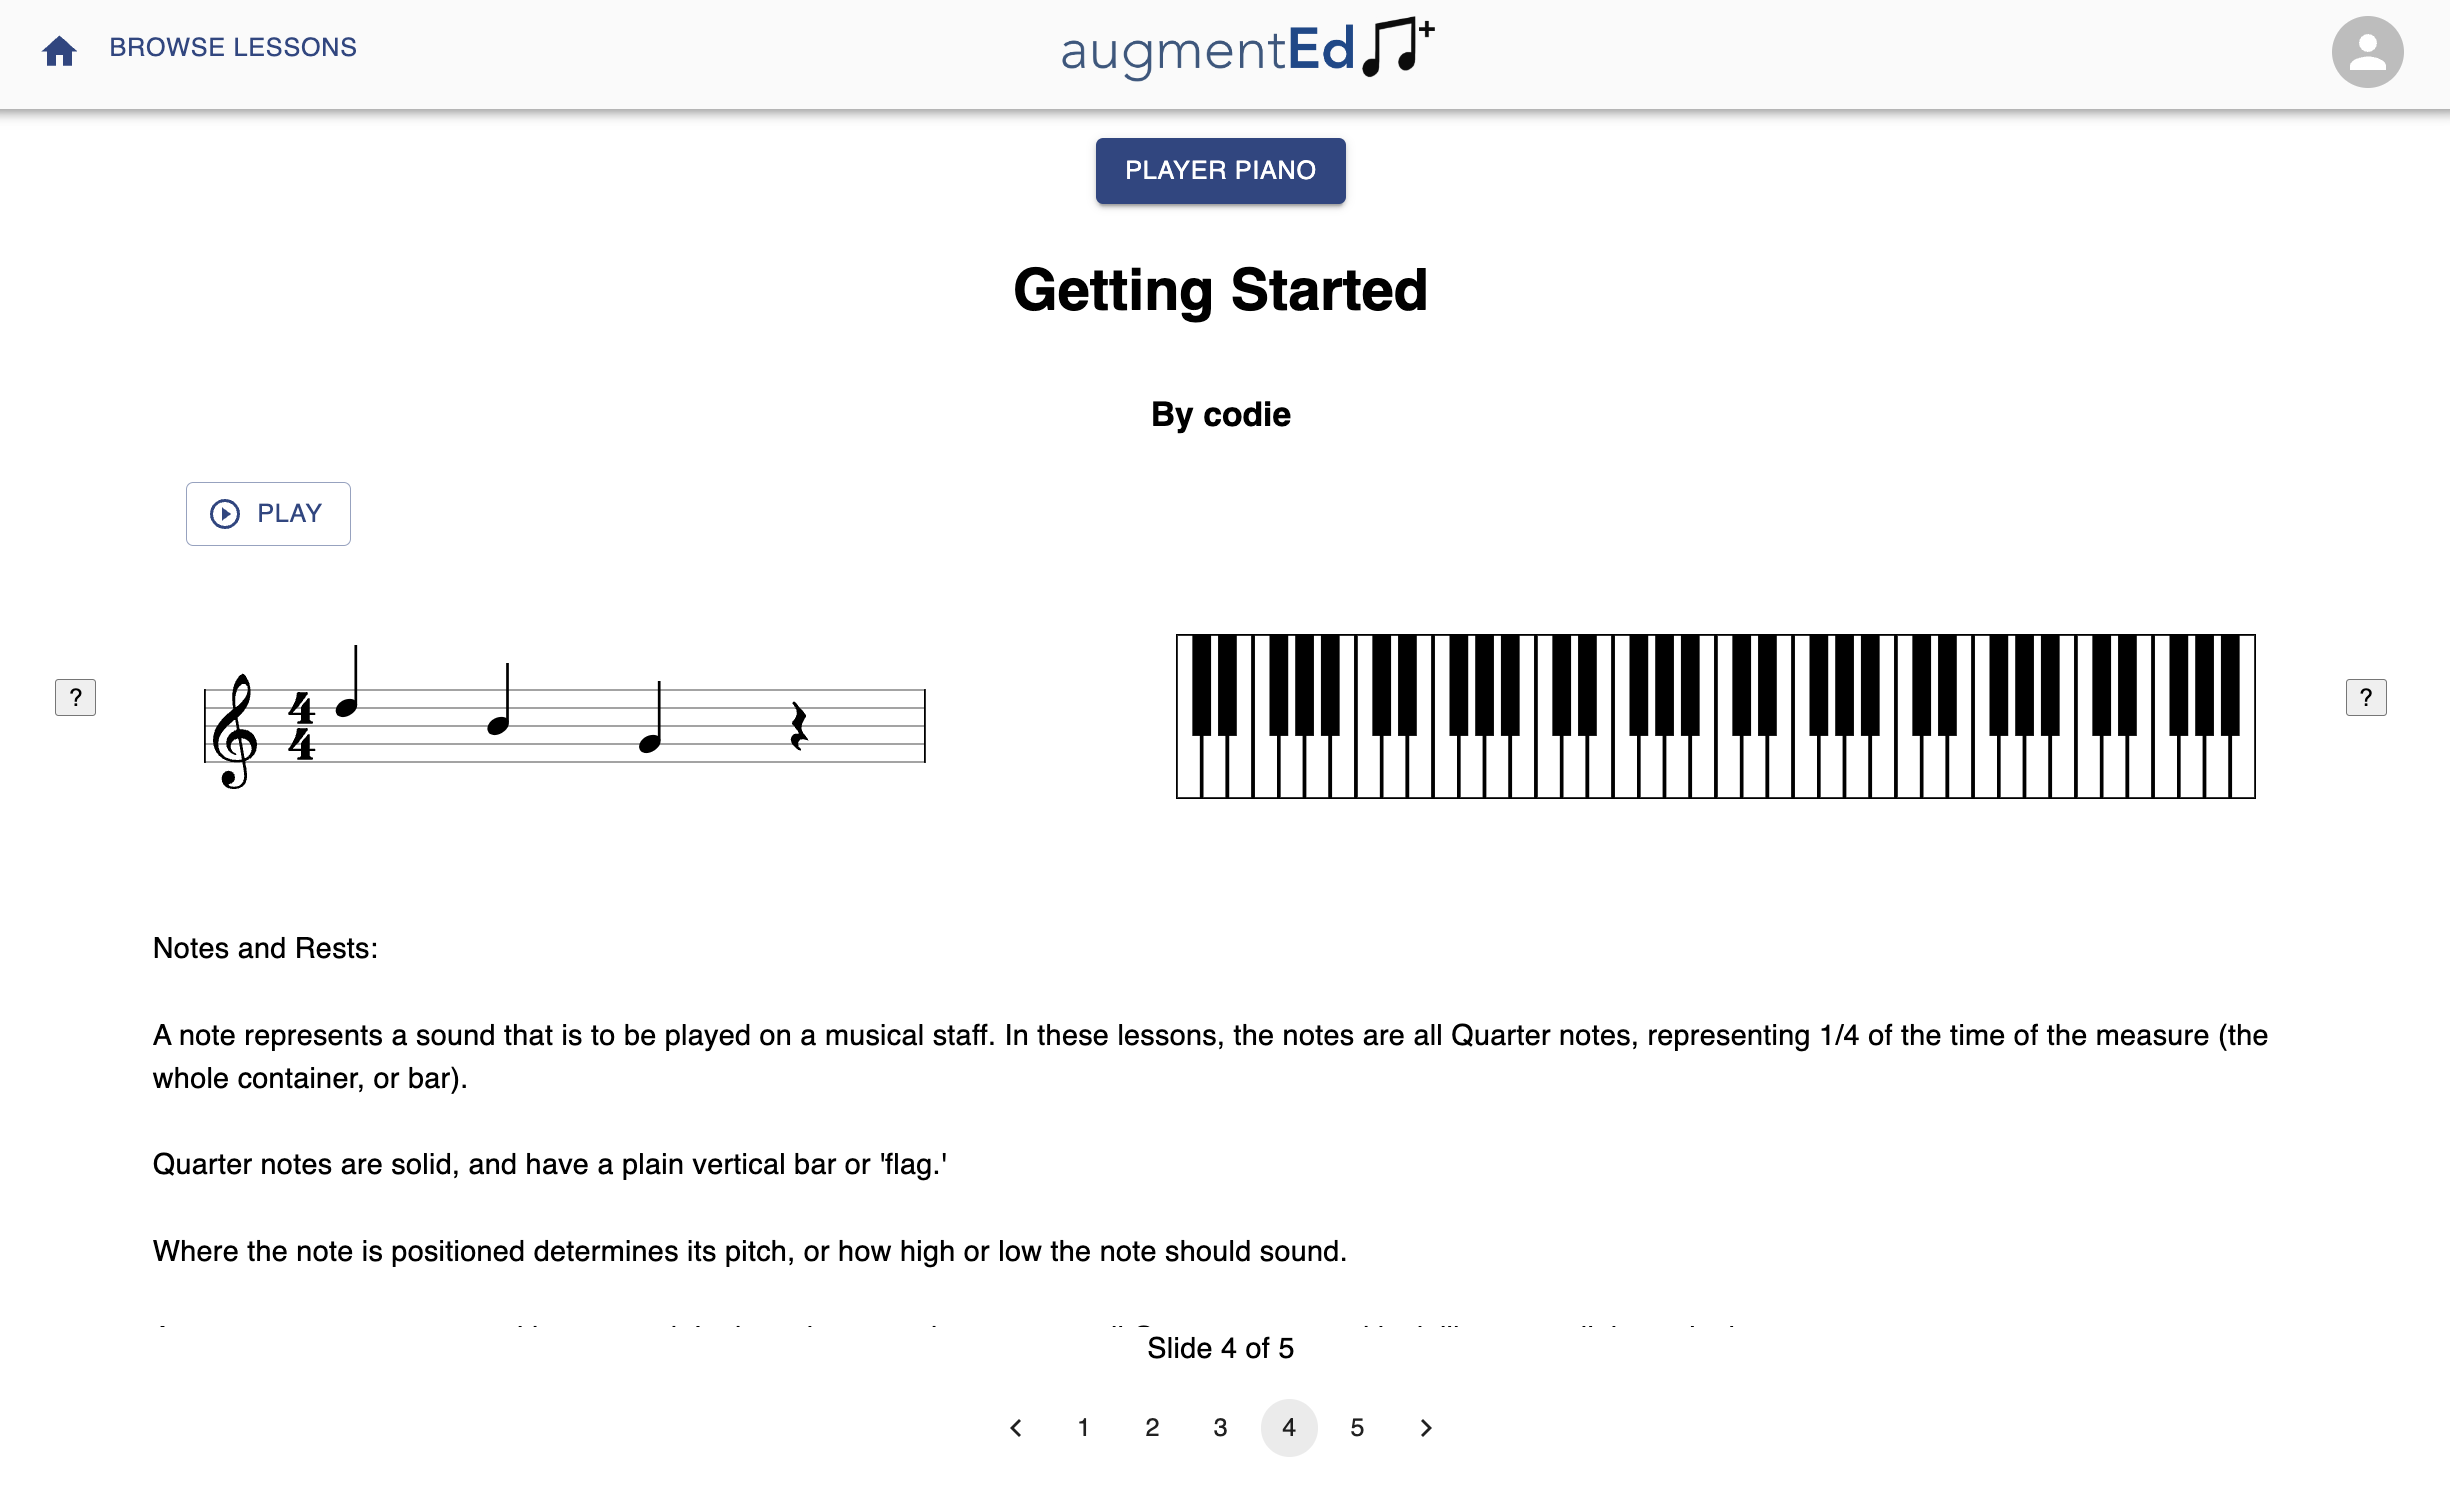 BROWSE LESSONS
augmentEd
PLAYER PIANO
Getting Started
By codie
PLAY
?
4
4
?
Notes and Rests:
A note represents a sound that is to be played on a musical staff. In these lessons, the notes are all Quarter notes, representing 1/4 of the time of the measure (the
whole container, or bar).
Quarter notes are solid, and have a plain vertical bar or 'flag.'
Where the note is positioned determines its pitch, or how high or low the note should sound.
Slide 4 of 5
1 2 3 4 5